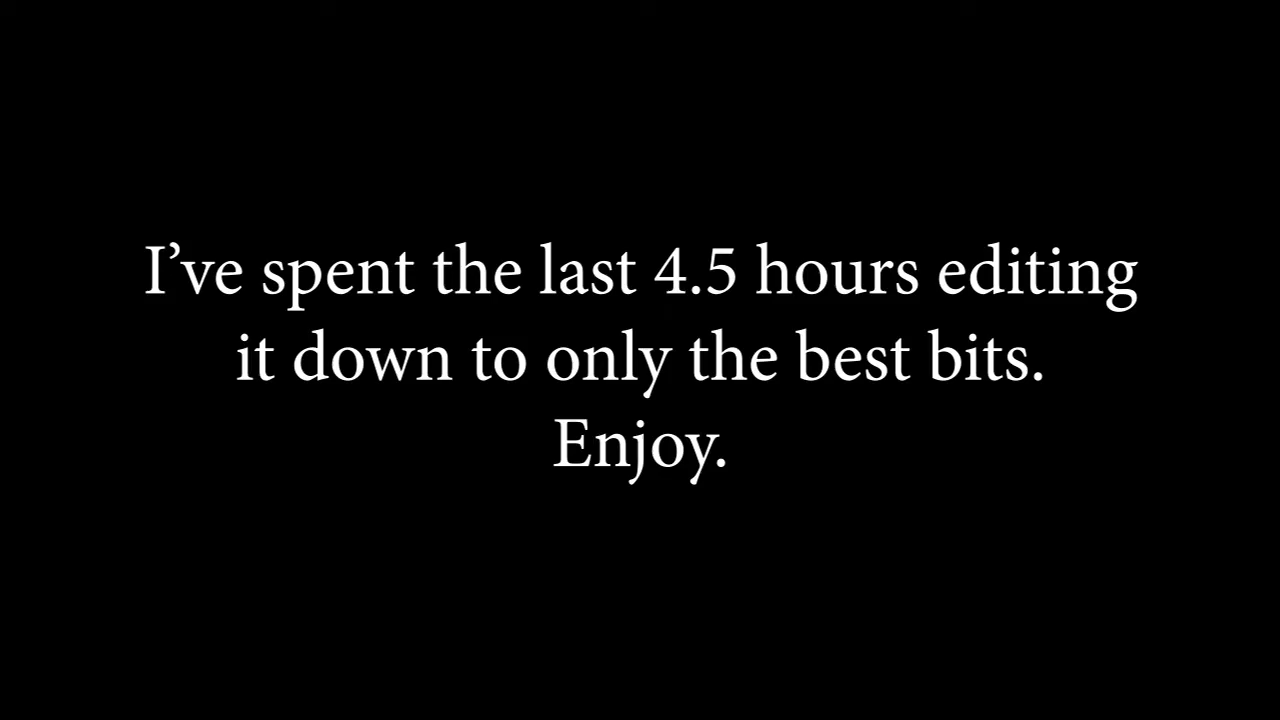 I’ve spent the last 4.5 hours editing
it down to only the best bits.
Enjoy.